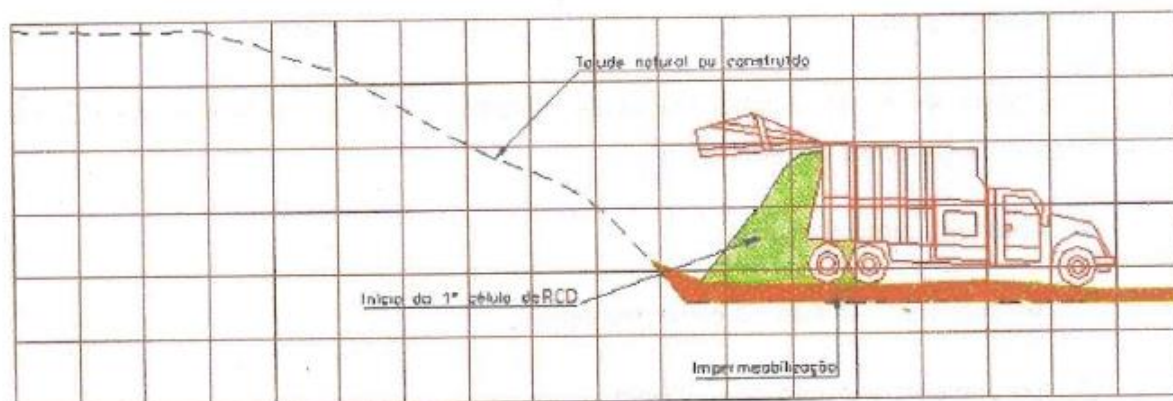 Talude natural ou construído
Início da 1ª célula de RCD
Impermeabilização